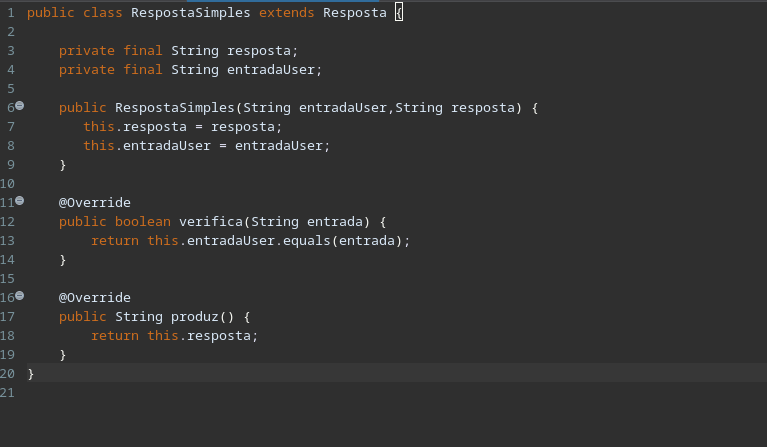 1 public class RespostaSimples extends Resposta {
2
3     private final String resposta;
4     private final String entradaUser;
5
6     public RespostaSimples(String entradaUser,String resposta) {
7        this.resposta = resposta;
8        this.entradaUser = entradaUser;
9     }
10
11     @Override
12     public boolean verifica(String entrada) {
13         return this.entradaUser.equals(entrada);
14     }
15
16     @Override
17     public String produz() {
18         return this.resposta;
19     }
20 }
21